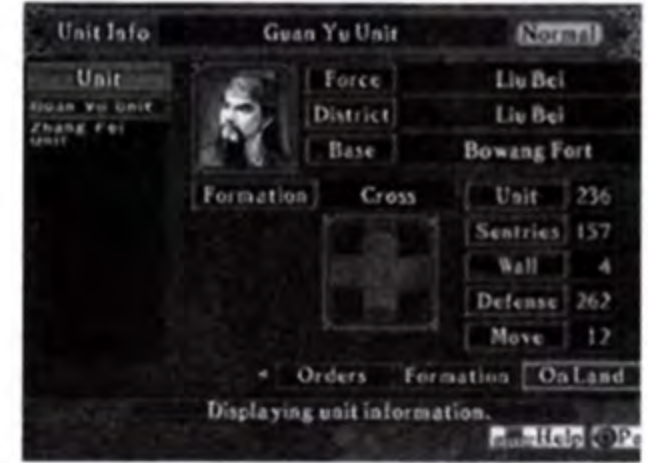 Unit Info Guan Yu Unit Normal
Unit
Guan Yu Unit
Zhang Fei
Unit
Force Liu Bei
District Liu Bei
Base Bowang Fort
Formation Cross
Unit 236
Sentries 157
Wall 4
Defense 262
Move 12
Orders Formation On Land
Displaying unit information.
Help